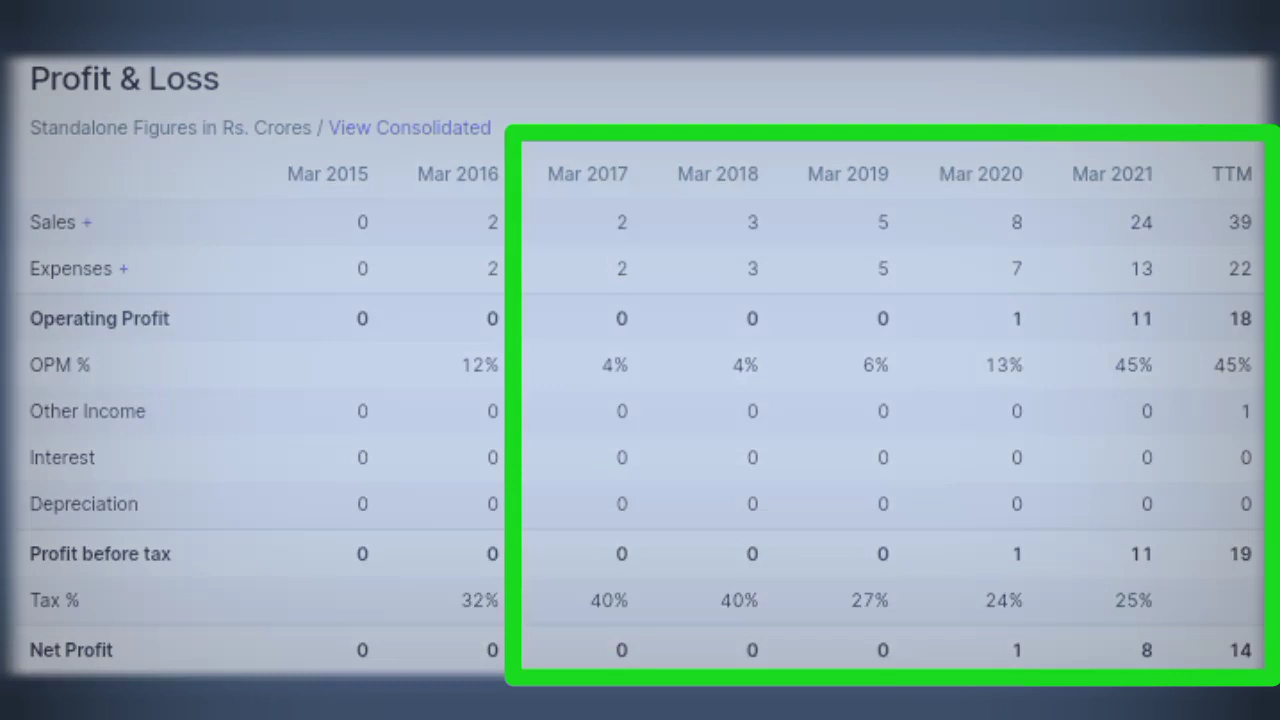 Profit & Loss
Standalone Figures in Rs. Crores / View Consolidated
Mar 2015 Mar 2016 Mar 2017 Mar 2018 Mar 2019 Mar 2020 Mar 2021 TTM
Sales + 0 2 2 3 5 8 24 39
Expenses + 0 2 2 3 5 7 13 22
Operating Profit 0 0 0 0 0 1 11 18
OPM % 12% 4% 4% 6% 13% 45% 45%
Other Income 0 0 0 0 0 0 0 1
Interest 0 0 0 0 0 0 0 0
Depreciation 0 0 0 0 0 0 0 0
Profit before tax 0 0 0 0 0 1 11 19
Tax % 32% 40% 40% 27% 24% 25%
Net Profit 0 0 0 0 0 1 8 14